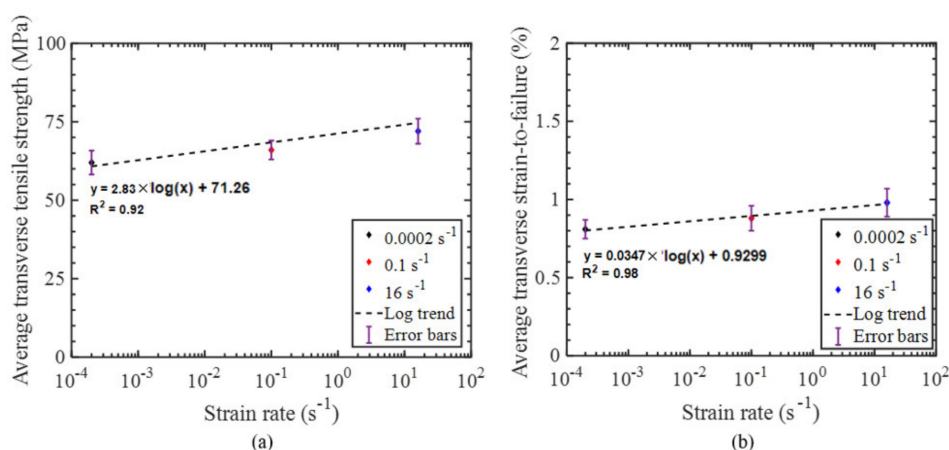 Average transverse tensile strength (MPa)
100
75
50
25
0
y = 2.83 × log(x) + 71.26
R² = 0.92
0.0002 s⁻¹
0.1 s⁻¹
16 s⁻¹
Log trend
Error bars
10⁻⁴ 10⁻³ 10⁻² 10⁻¹ 10⁰ 10¹ 10²
Strain rate (s⁻¹)
(a)
Average transverse strain-to-failure (%)
2
1.5
1
0.5
0
y = 0.0347 × 'log(x) + 0.9299
R² = 0.98
0.0002 s⁻¹
0.1 s⁻¹
16 s⁻¹
Log trend
Error bars
10⁻⁴ 10⁻³ 10⁻² 10⁻¹ 10⁰ 10¹ 10²
Strain rate (s⁻¹)
(b)